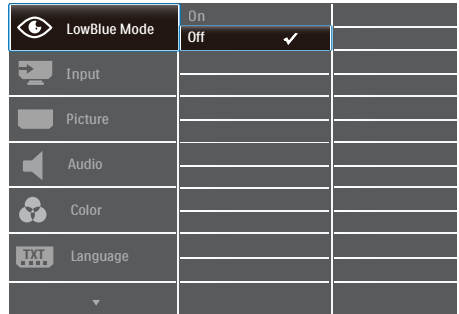 LowBlue Mode
On
Off
Input
Picture
Audio
Color
TXT
Language